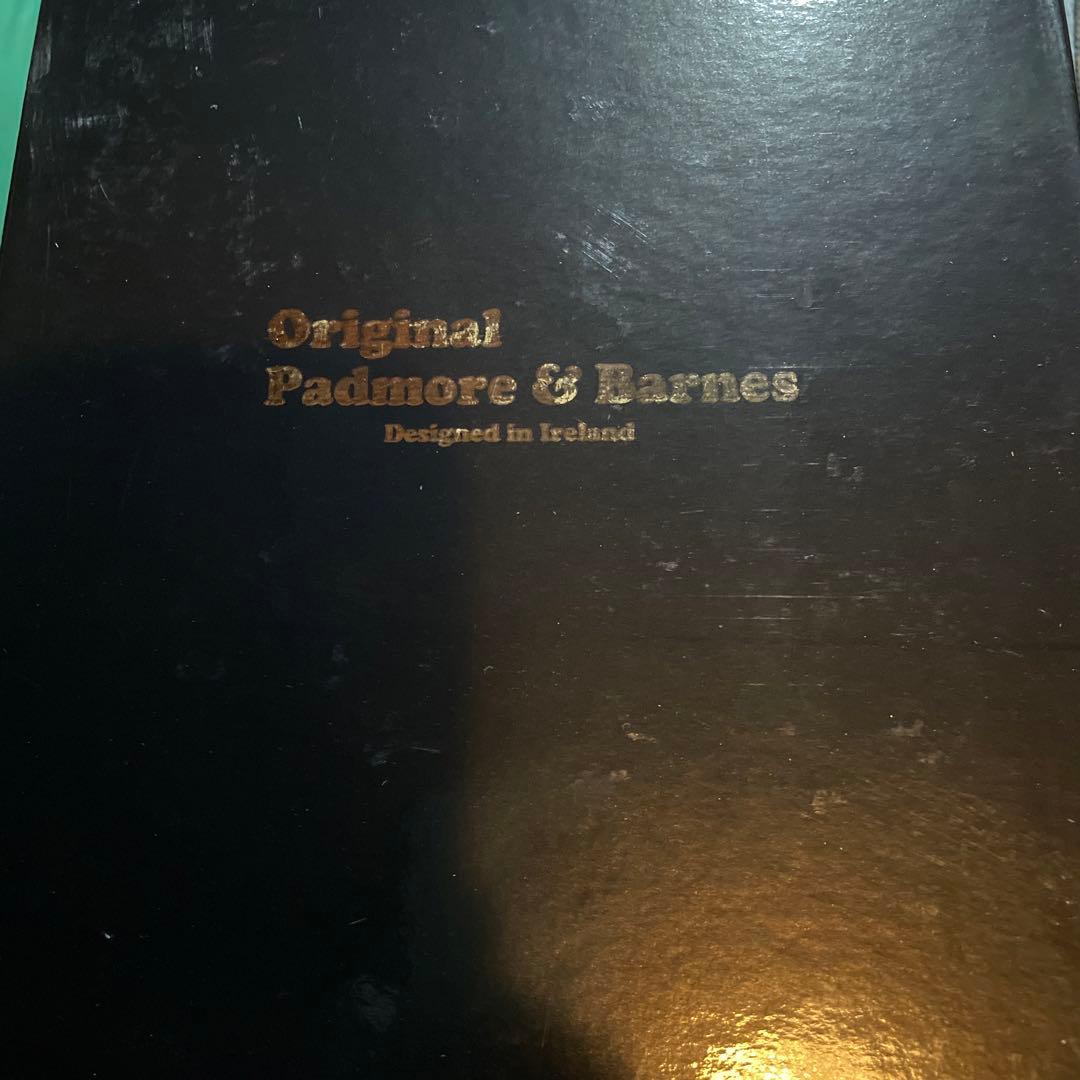 Original
Padmore & Barnes
Designed in Ireland